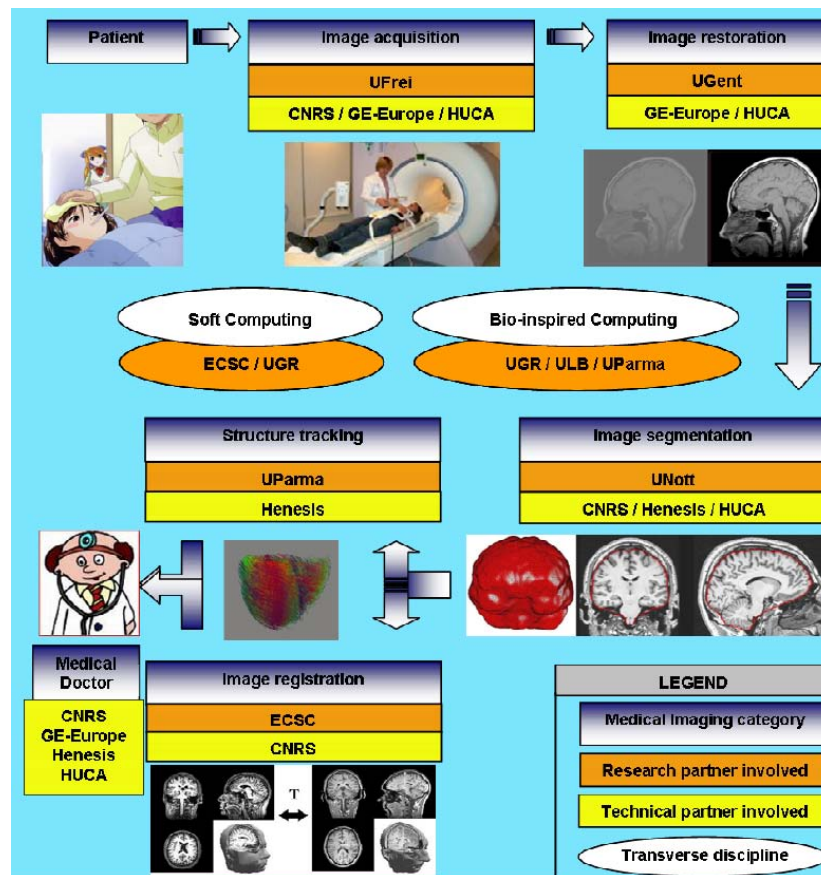 Patient
Image acquisition
Image restoration
UFrei
UGent
CNRS / GE-Europe / HUCA
GE-Europe / HUCA
Soft Computing
Bio-inspired Computing
ECSC / UGR
UGR / ULB / UParma
Structure tracking
Image segmentation
UParma
UNott
Henesis
CNRS / Henesis / HUCA
Medical
Doctor
CNRS
GE-Europe
Henesis
HUCA
Image registration
ECSC
CNRS
T
LEGEND
Medical Imaging category
Research partner involved
Technical partner involved
Transverse discipline